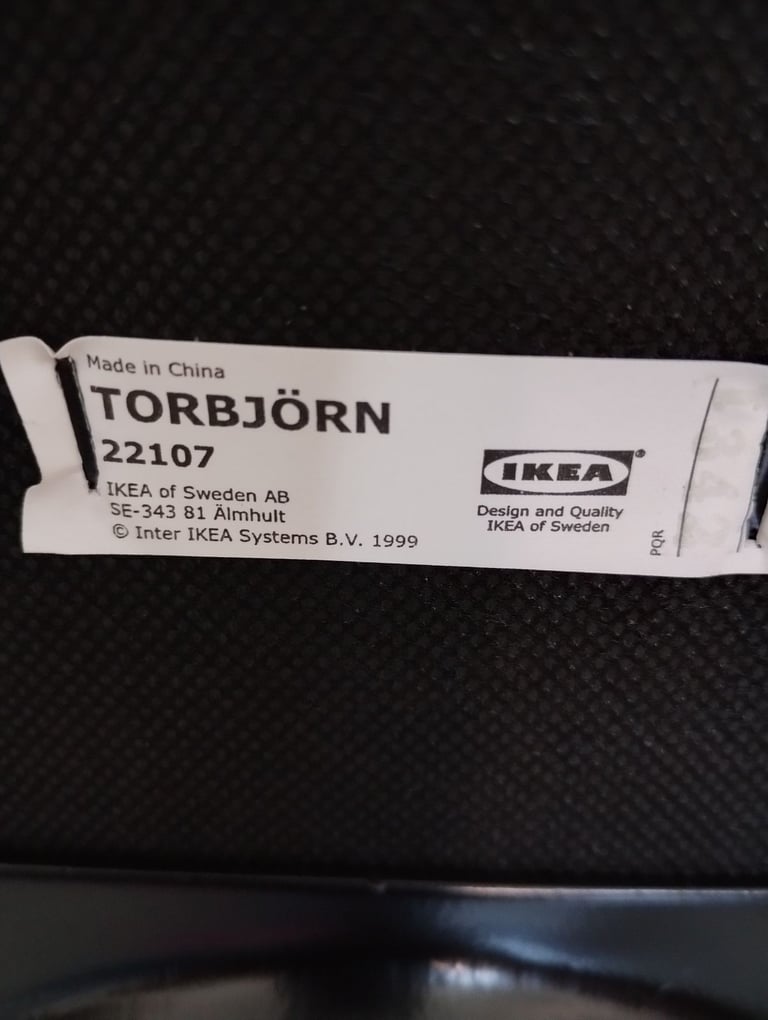 Made in China
TORBJÖRN
22107
IKEA of Sweden AB
SE-343 81 Älmhult
© Inter IKEA Systems B.V. 1999
IKEA®
Design and Quality
IKEA of Sweden
PQR